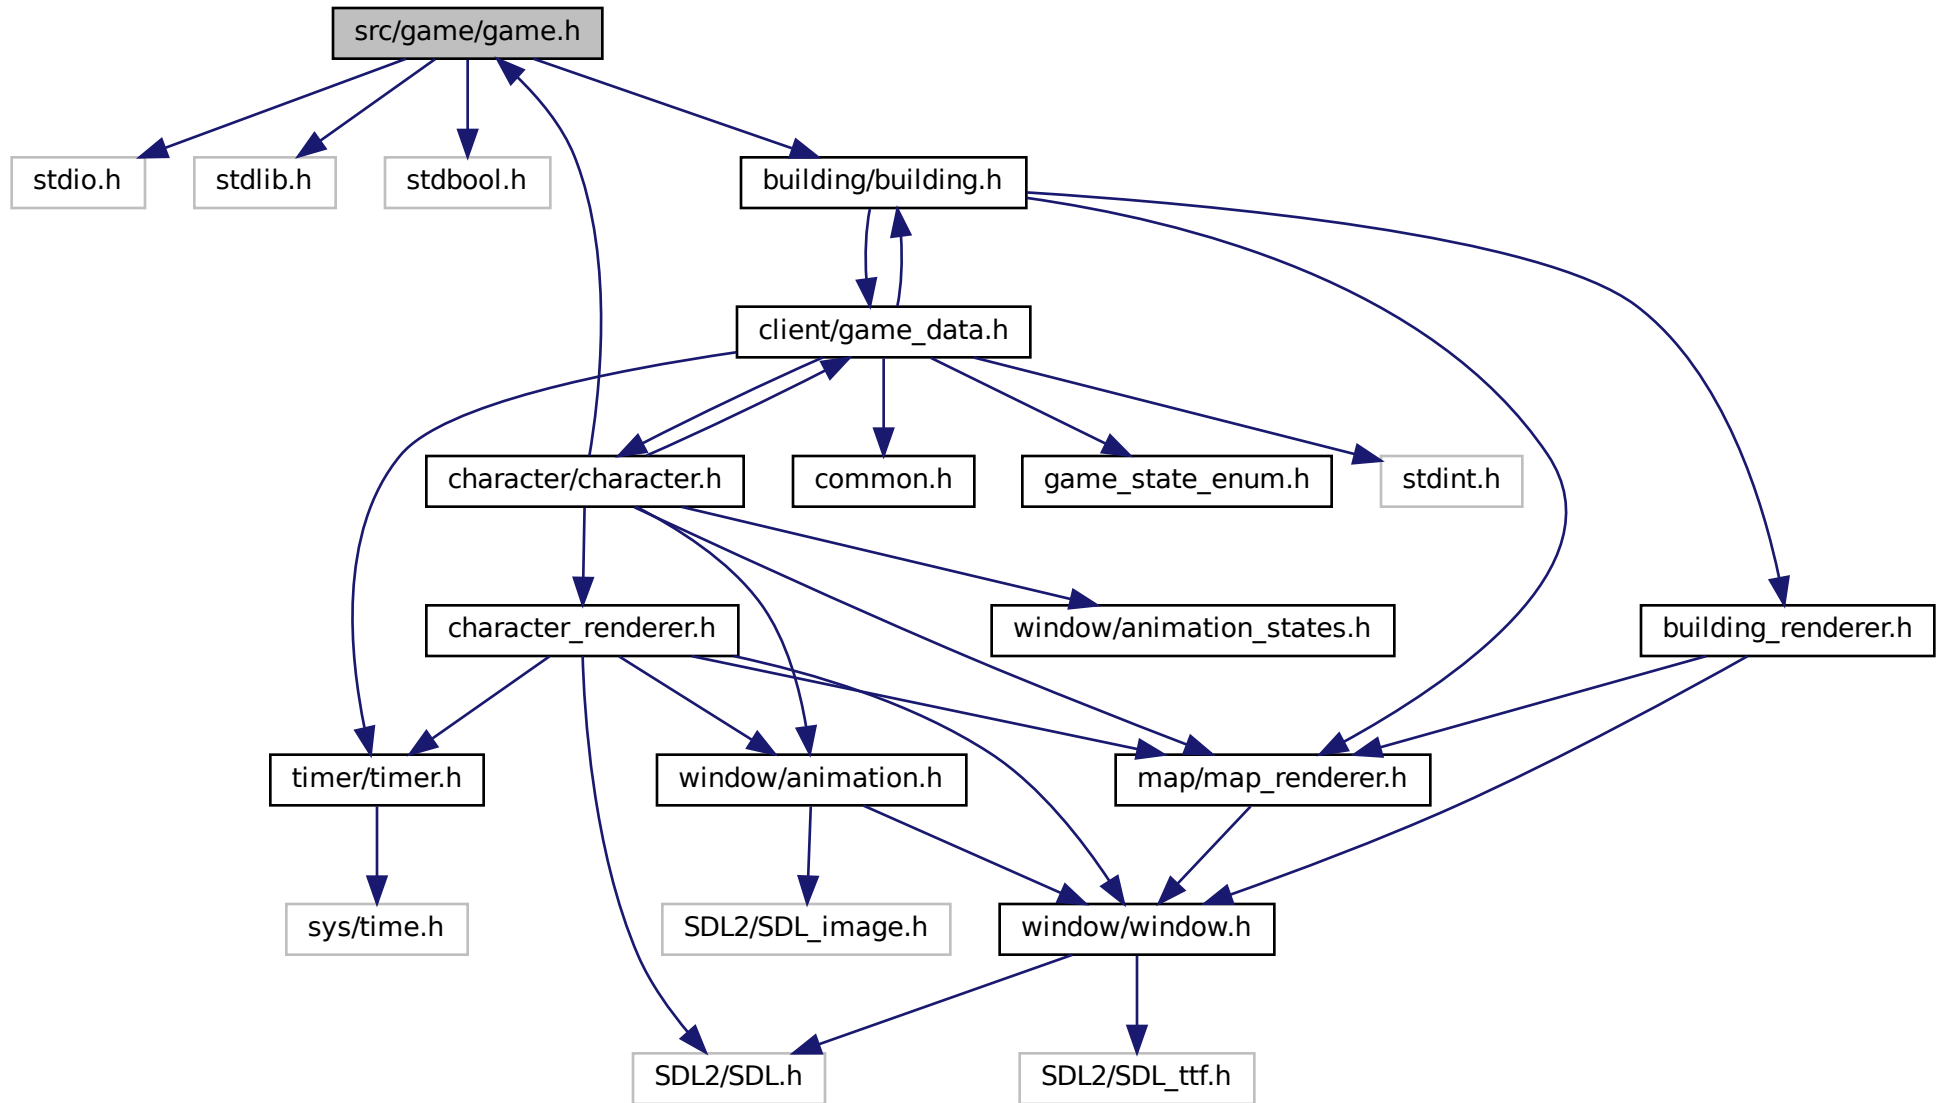 src/game/game.h
stdio.h
stdlib.h
stdbool.h
building/building.h
client/game_data.h
character/character.h
common.h
game_state_enum.h
stdint.h
character_renderer.h
window/animation_states.h
building_renderer.h
timer/timer.h
window/animation.h
map/map_renderer.h
sys/time.h
SDL2/SDL_image.h
window/window.h
SDL2/SDL.h
SDL2/SDL_ttf.h